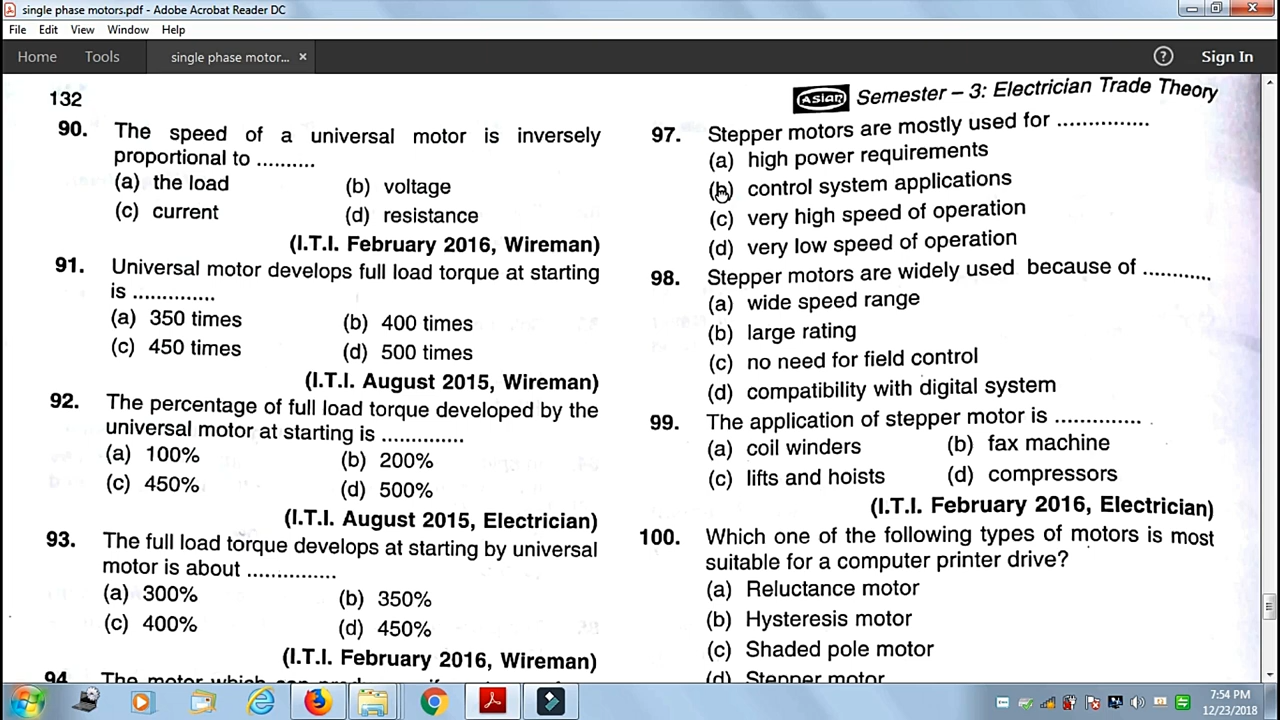 single phase motors.pdf - Adobe Acrobat Reader DC
File Edit View Window Help
Home Tools single phase motor... × ? Sign In
132
90. The speed of a universal motor is inversely
proportional to ..........
(a) the load (b) voltage
(c) current (d) resistance
(I.T.I. February 2016, Wireman)
91. Universal motor develops full load torque at starting
is ..............
(a) 350 times (b) 400 times
(c) 450 times (d) 500 times
(I.T.I. August 2015, Wireman)
92. The percentage of full load torque developed by the
universal motor at starting is ..............
(a) 100% (b) 200%
(c) 450% (d) 500%
(I.T.I. August 2015, Electrician)
93. The full load torque develops at starting by universal
motor is about ...............
(a) 300% (b) 350%
(c) 400% (d) 450%
(I.T.I. February 2016, Wireman)
94. The motor which can
Asian Semester – 3: Electrician Trade Theory
97. Stepper motors are mostly used for ...............
(a) high power requirements
(b) control system applications
(c) very high speed of operation
(d) very low speed of operation
98. Stepper motors are widely used because of ...........
(a) wide speed range
(b) large rating
(c) no need for field control
(d) compatibility with digital system
99. The application of stepper motor is ..............
(a) coil winders (b) fax machine
(c) lifts and hoists (d) compressors
(I.T.I. February 2016, Electrician)
100. Which one of the following types of motors is most
suitable for a computer printer drive?
(a) Reluctance motor
(b) Hysteresis motor
(c) Shaded pole motor
(d) Stepper motor
7:54 PM
12/23/2018